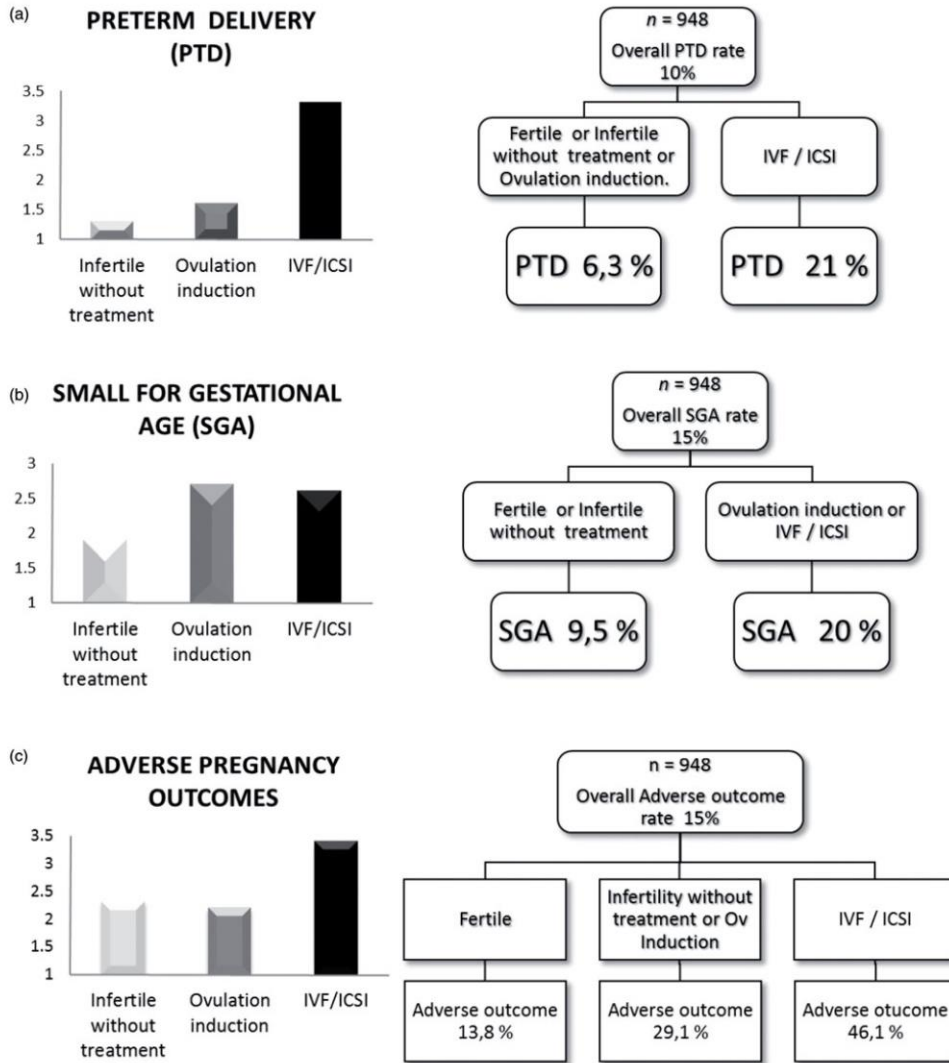 (a)
PRETERM DELIVERY
(PTD)
3.5
3
2.5
2
1.5
1
Infertile
without
treatment
Ovulation
induction
IVF/ICSI
n = 948
Overall PTD rate
10%
Fertile or Infertile
without treatment or
Ovulation induction.
IVF / ICSI
PTD 6,3 %
PTD 21 %
(b)
SMALL FOR GESTATIONAL
AGE (SGA)
3
2.5
2
1.5
1
Infertile
without
treatment
Ovulation
induction
IVF/ICSI
n = 948
Overall SGA rate
15%
Fertile or Infertile
without treatment
Ovulation induction or
IVF / ICSI
SGA 9,5 %
SGA 20 %
(c)
ADVERSE PREGNANCY
OUTCOMES
3.5
3
2.5
2
1.5
1
Infertile
without
treatment
Ovulation
induction
IVF/ICSI
n = 948
Overall Adverse outcome
rate 15%
Fertile
Infertility without
treatment or Ov
Induction
IVF / ICSI
Adverse outcome
13,8 %
Adverse outcome
29,1 %
Adverse otucome
46,1 %